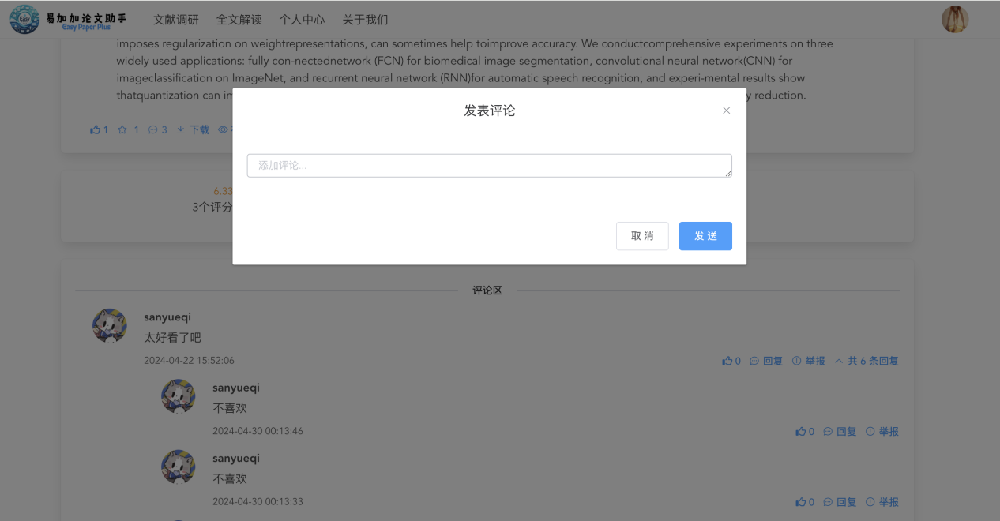 易加加论文助手
Easy Paper Plus
文献调研 全文解读 个人中心 关于我们
imposes regularization on weightrepresentations, can sometimes help toimprove accuracy. We conductcomprehensive experiments on three
widely used applications: fully con-nectednetwork (FCN) for biomedical image segmentation, convolutional neural network(CNN) for
imageclassification on ImageNet, and recurrent neural network (RNN)for automatic speech recognition, and experi-mental results show
thatquantization can y reduction.
发表评论
1 1 3 下载
添加评论...
6.33
3个评分
取 消 发 送
评论区
sanyueqi
太好看了吧
2024-04-22 15:52:06 0 回复 举报 共 6 条回复
sanyueqi
不喜欢
2024-04-30 00:13:46 0 回复 举报
sanyueqi
不喜欢
2024-04-30 00:13:33 0 回复 举报